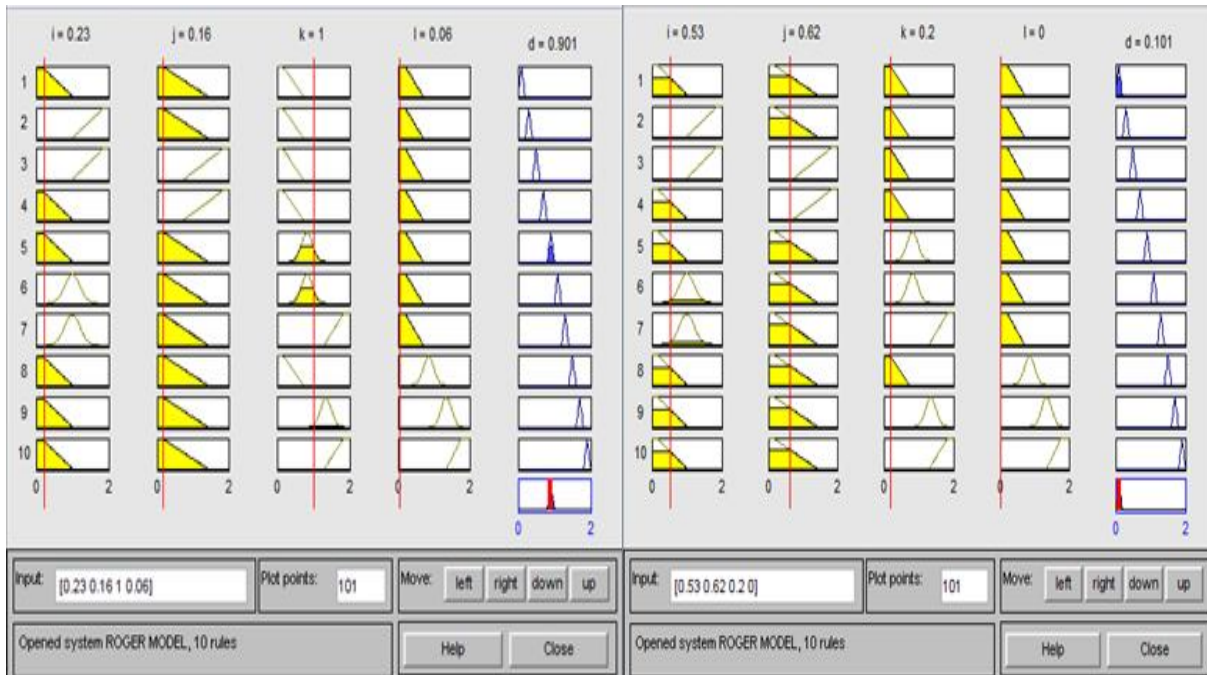 i = 0.23 j = 0.16 k = 1 l = 0.06 d = 0.901
1
2
3
4
5
6
7
8
9
10
0 2 0 2 0 2 0 2
0 2
Input: [0.23 0.16 1 0.06] Plot points: 101 Move: left right down up
Opened system ROGER MODEL, 10 rules Help Close
i = 0.53 j = 0.62 k = 0.2 l = 0 d = 0.101
1
2
3
4
5
6
7
8
9
10
0 2 0 2 0 2 0 2
0 2
Input: [0.53 0.62 0.2 0] Plot points: 101 Move: left right down up
Opened system ROGER MODEL, 10 rules Help Close